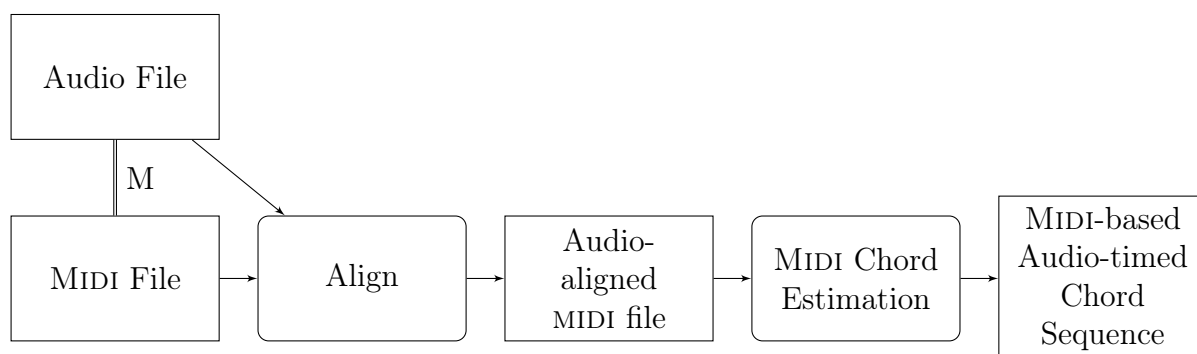 Audio File
M
MIDI File
Align
Audio-
aligned
MIDI file
MIDI Chord
Estimation
MIDI-based
Audio-timed
Chord
Sequence